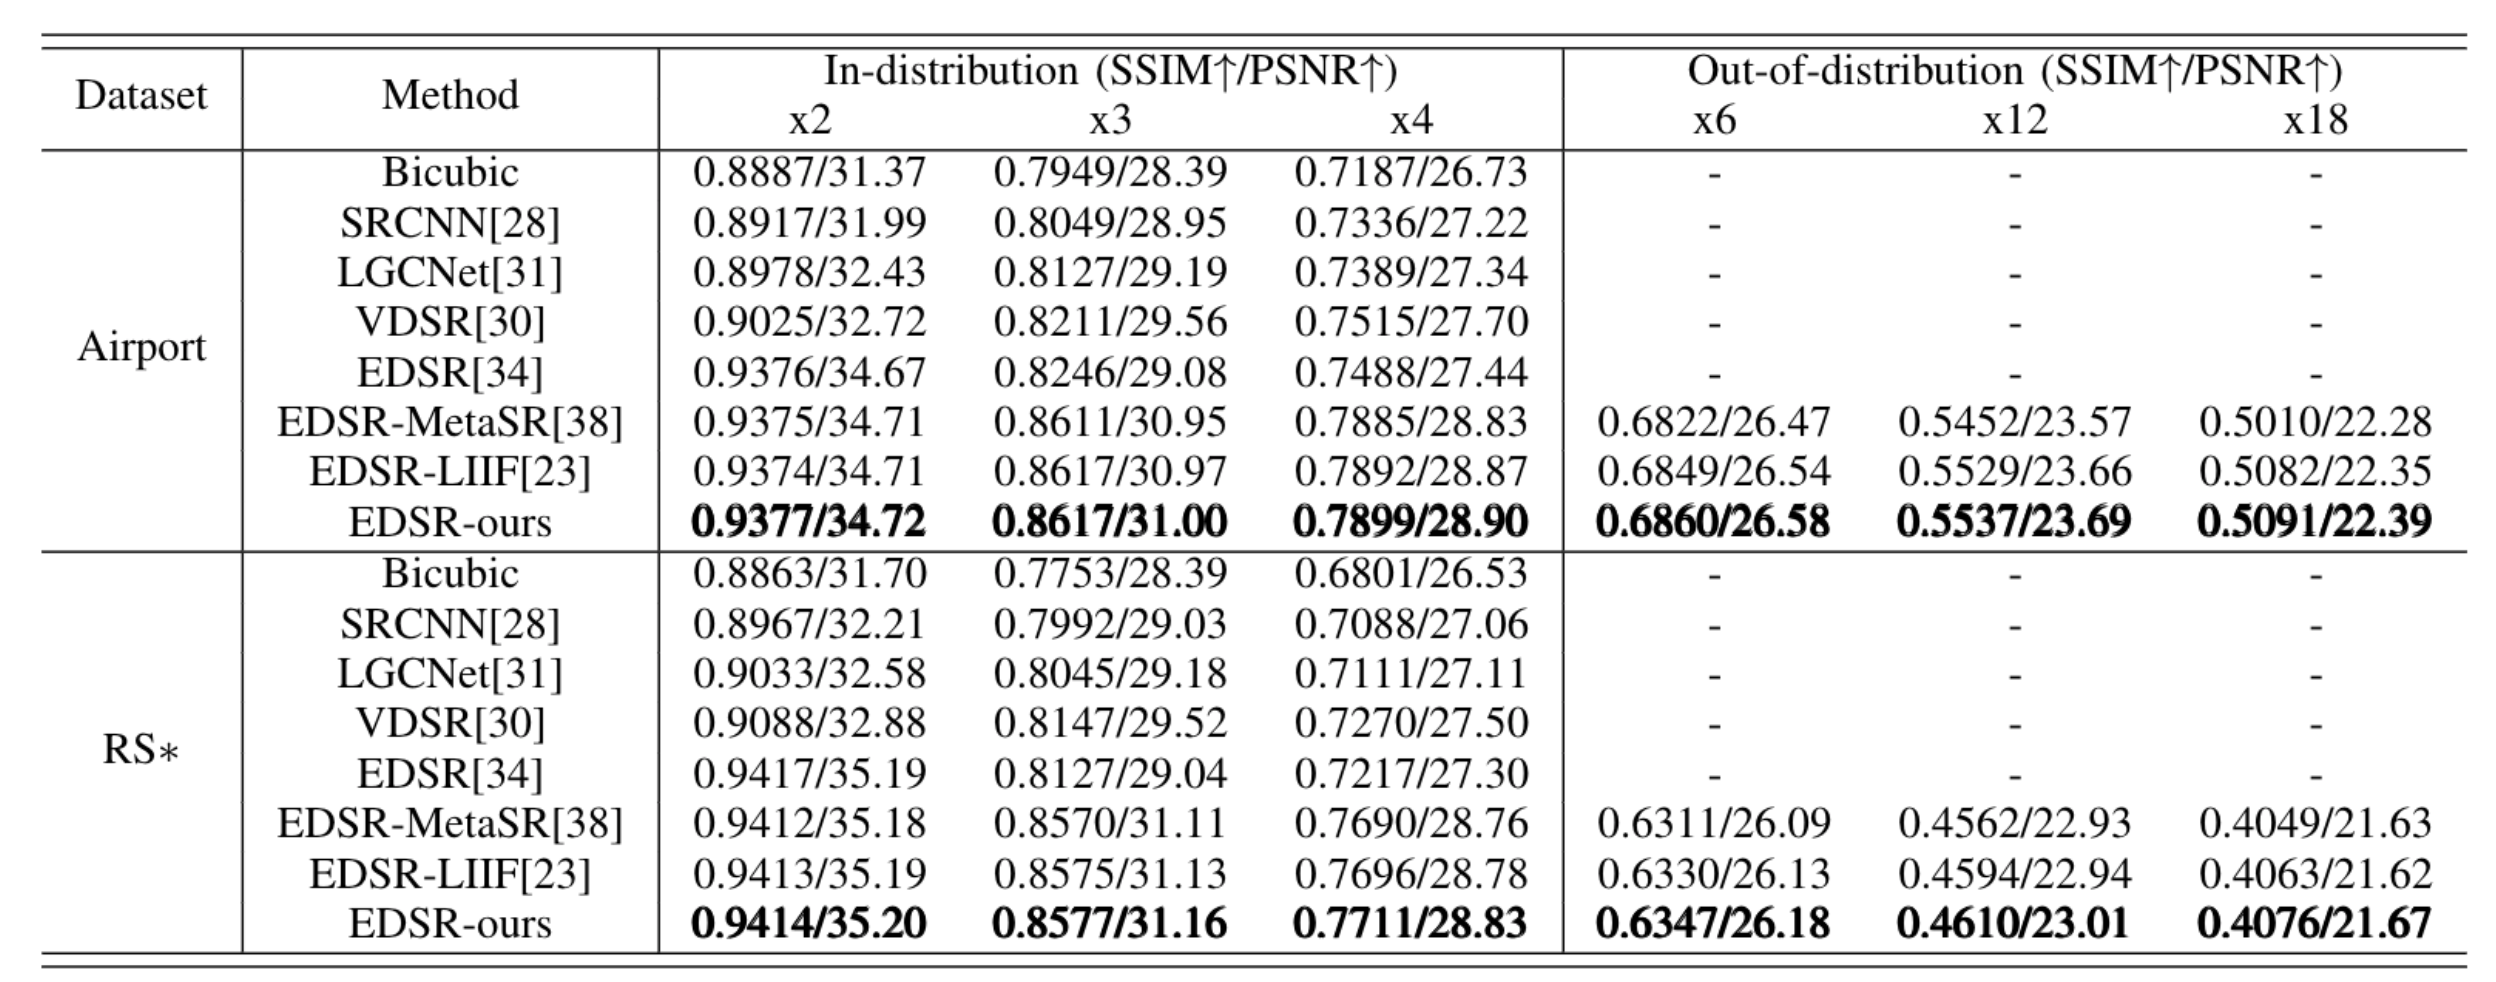 Dataset Method In-distribution (SSIM↑/PSNR↑) Out-of-distribution (SSIM↑/PSNR↑)
x2 x3 x4 x6 x12 x18
Airport
Bicubic 0.8887/31.37 0.7949/28.39 0.7187/26.73 - - -
SRCNN[28] 0.8917/31.99 0.8049/28.95 0.7336/27.22 - - -
LGCNet[31] 0.8978/32.43 0.8127/29.19 0.7389/27.34 - - -
VDSR[30] 0.9025/32.72 0.8211/29.56 0.7515/27.70 - - -
EDSR[34] 0.9376/34.67 0.8246/29.08 0.7488/27.44 - - -
EDSR-MetaSR[38] 0.9375/34.71 0.8611/30.95 0.7885/28.83 0.6822/26.47 0.5452/23.57 0.5010/22.28
EDSR-LIIF[23] 0.9374/34.71 0.8617/30.97 0.7892/28.87 0.6849/26.54 0.5529/23.66 0.5082/22.35
EDSR-ours 0.9377/34.72 0.8617/31.00 0.7899/28.90 0.6860/26.58 0.5537/23.69 0.5091/22.39
RS∗
Bicubic 0.8863/31.70 0.7753/28.39 0.6801/26.53 - - -
SRCNN[28] 0.8967/32.21 0.7992/29.03 0.7088/27.06 - - -
LGCNet[31] 0.9033/32.58 0.8045/29.18 0.7111/27.11 - - -
VDSR[30] 0.9088/32.88 0.8147/29.52 0.7270/27.50 - - -
EDSR[34] 0.9417/35.19 0.8127/29.04 0.7217/27.30 - - -
EDSR-MetaSR[38] 0.9412/35.18 0.8570/31.11 0.7690/28.76 0.6311/26.09 0.4562/22.93 0.4049/21.63
EDSR-LIIF[23] 0.9413/35.19 0.8575/31.13 0.7696/28.78 0.6330/26.13 0.4594/22.94 0.4063/21.62
EDSR-ours 0.9414/35.20 0.8577/31.16 0.7711/28.83 0.6347/26.18 0.4610/23.01 0.4076/21.67